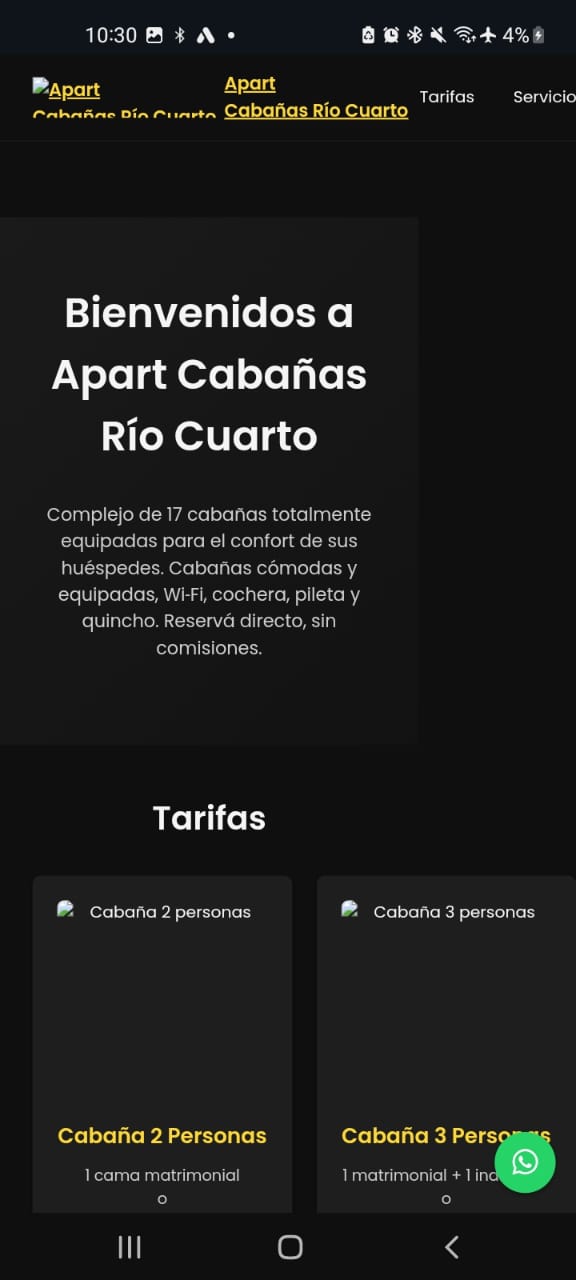 10:30
4%
Apart
Cabañas Río Cuarto
Apart
Cabañas Río Cuarto
Tarifas
Servicio
Bienvenidos a
Apart Cabañas
Río Cuarto
Complejo de 17 cabañas totalmente
equipadas para el confort de sus
huéspedes. Cabañas cómodas y
equipadas, Wi-Fi, cochera, pileta y
quincho. Reservá directo, sin
comisiones.
Tarifas
Cabaña 2 personas
Cabaña 3 personas
Cabaña 2 Personas
Cabaña 3 Personas
1 cama matrimonial
o
1 matrimonial + 1 ind
o